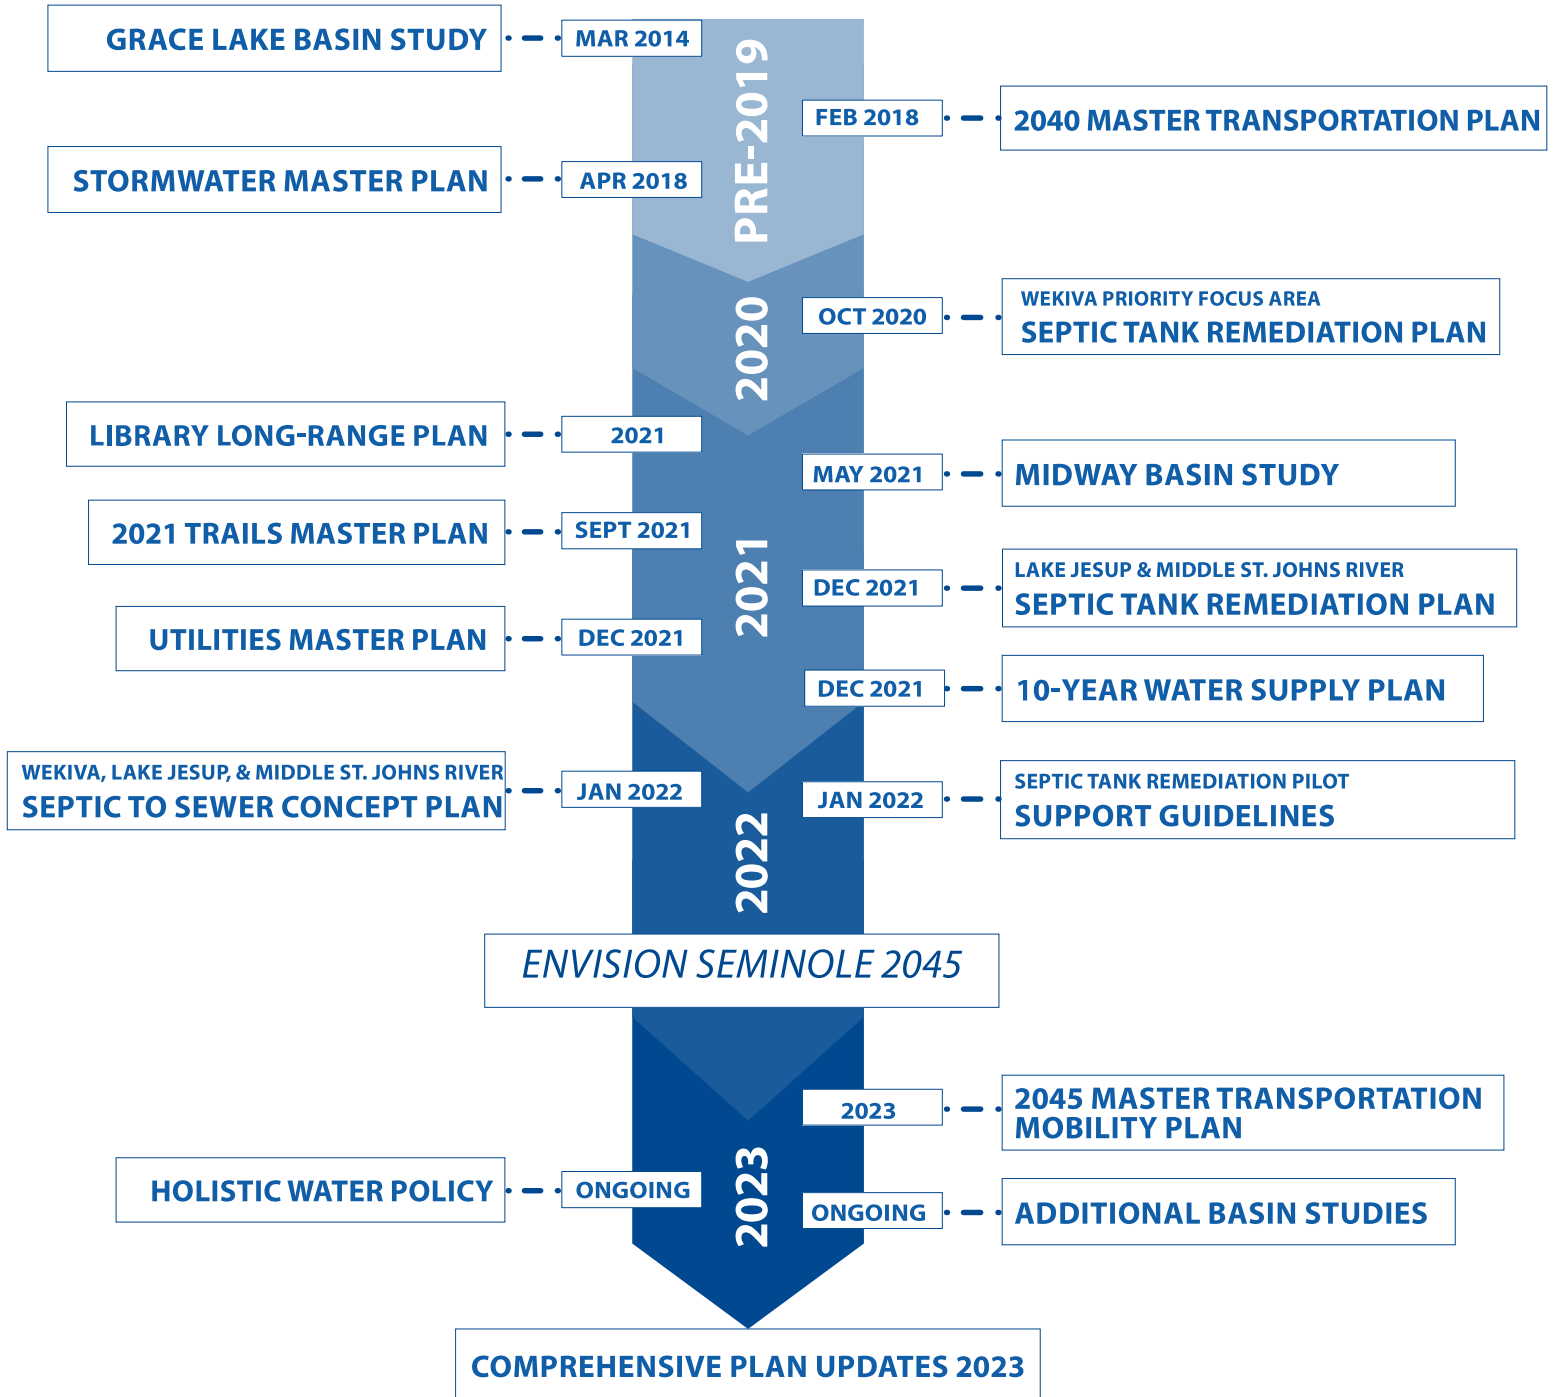 GRACE LAKE BASIN STUDY
MAR 2014
PRE-2019
FEB 2018
2040 MASTER TRANSPORTATION PLAN
STORMWATER MASTER PLAN
APR 2018
2020
OCT 2020
WEKIVA PRIORITY FOCUS AREA
SEPTIC TANK REMEDIATION PLAN
LIBRARY LONG-RANGE PLAN
2021
MAY 2021
MIDWAY BASIN STUDY
2021 TRAILS MASTER PLAN
SEPT 2021
2021
DEC 2021
LAKE JESUP & MIDDLE ST. JOHNS RIVER
SEPTIC TANK REMEDIATION PLAN
UTILITIES MASTER PLAN
DEC 2021
DEC 2021
10-YEAR WATER SUPPLY PLAN
WEKIVA, LAKE JESUP, & MIDDLE ST. JOHNS RIVER
SEPTIC TO SEWER CONCEPT PLAN
JAN 2022
JAN 2022
SEPTIC TANK REMEDIATION PILOT
SUPPORT GUIDELINES
2022
ENVISION SEMINOLE 2045
2023
2045 MASTER TRANSPORTATION
MOBILITY PLAN
HOLISTIC WATER POLICY
ONGOING
2023
ONGOING
ADDITIONAL BASIN STUDIES
COMPREHENSIVE PLAN UPDATES 2023